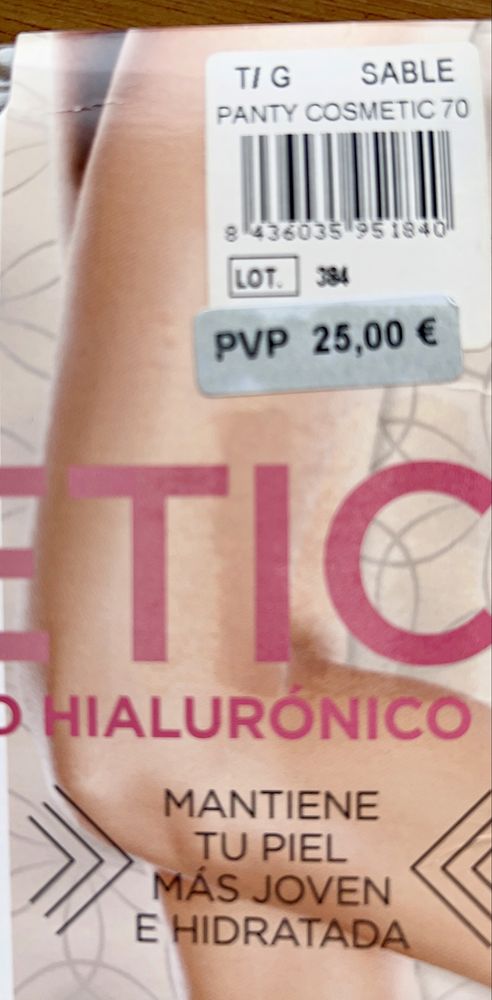 T/ G SABLE
PANTY COSMETIC 70
8 436035 951840
LOT. 384
PVP 25,00 €
ETIC
O HIALURÓNICO
MANTIENE
TU PIEL
MÁS JOVEN
E HIDRATADA